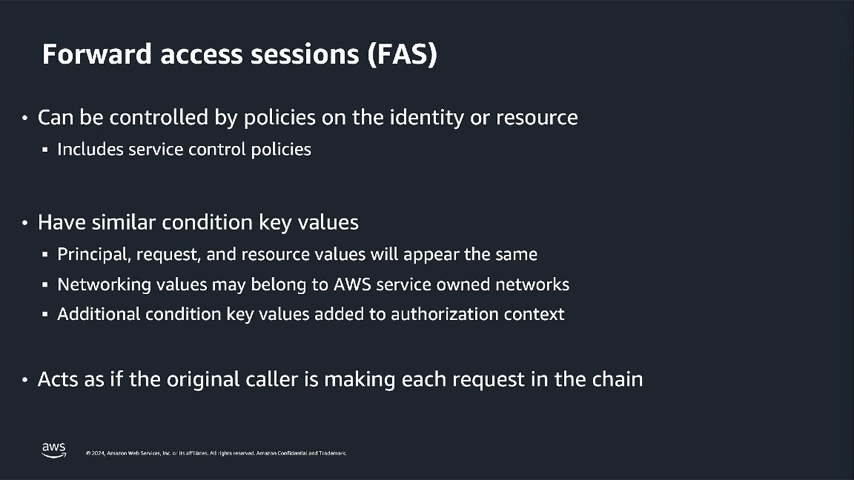 Forward access sessions (FAS)
• Can be controlled by policies on the identity or resource
▪ Includes service control policies
• Have similar condition key values
▪ Principal, request, and resource values will appear the same
▪ Networking values may belong to AWS service owned networks
▪ Additional condition key values added to authorization context
• Acts as if the original caller is making each request in the chain
aws
© 2024, Amazon Web Services, Inc. or its affiliates. All rights reserved. Amazon Confidential and Trademark.